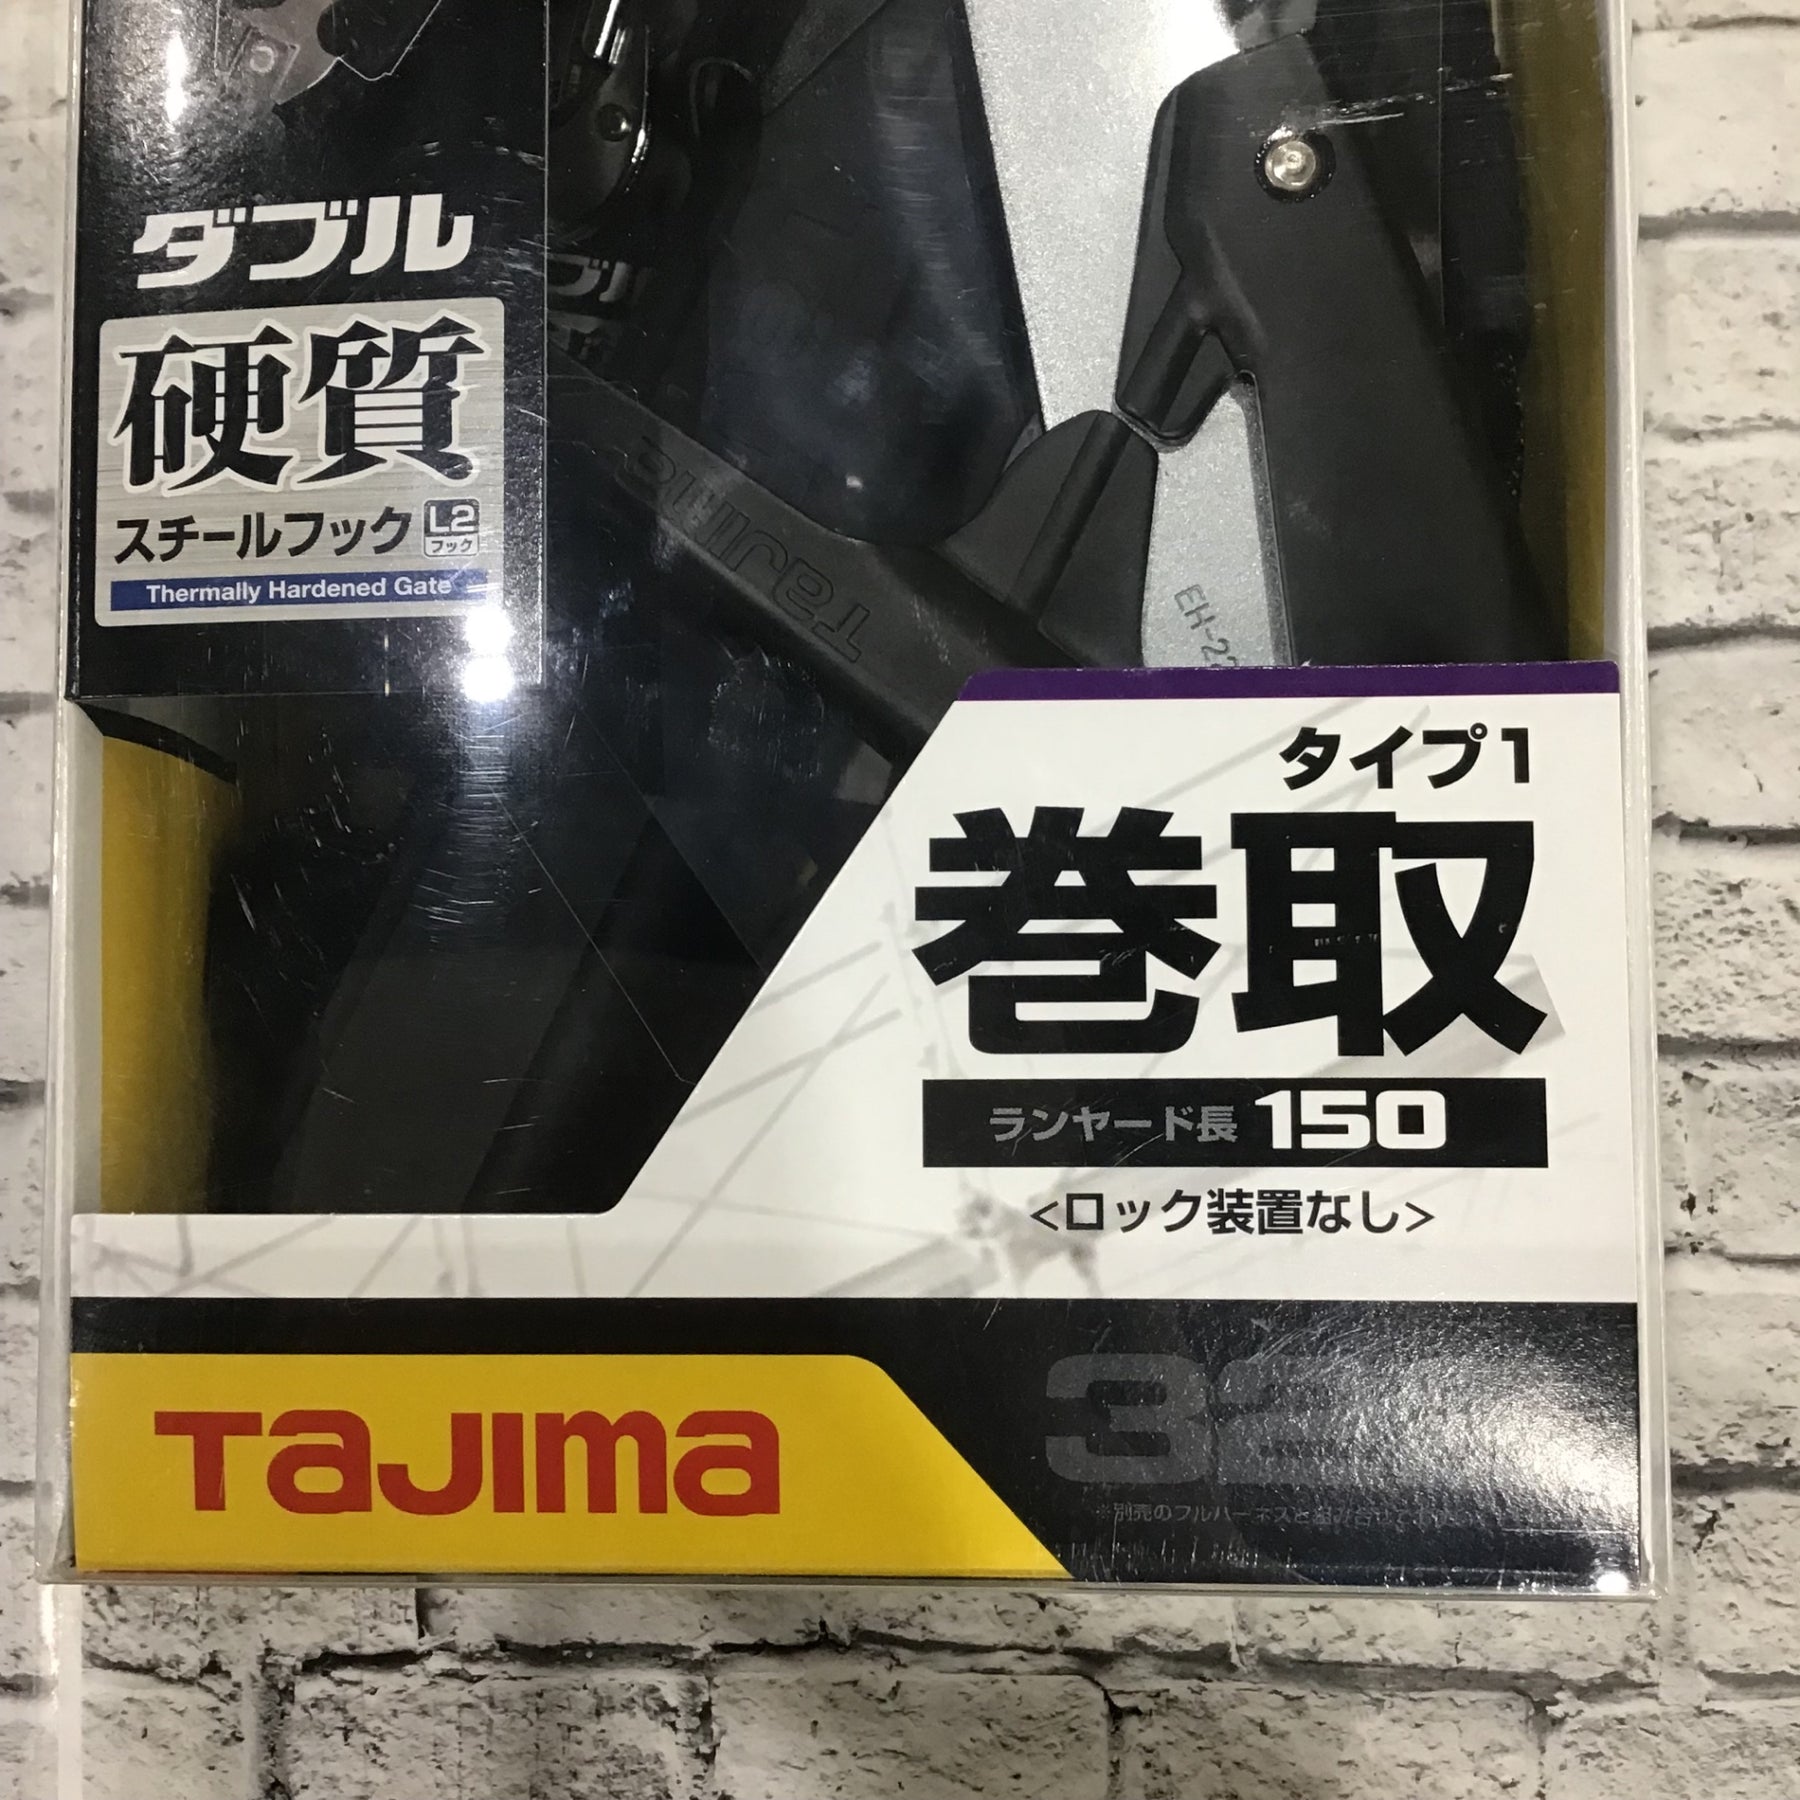 ダブル
硬質
スチールフック L2
フック
Thermally Hardened Gate
TAJIMA
タイプ1
巻取
ランヤード長 150
<ロック装置なし>
TAJIMA